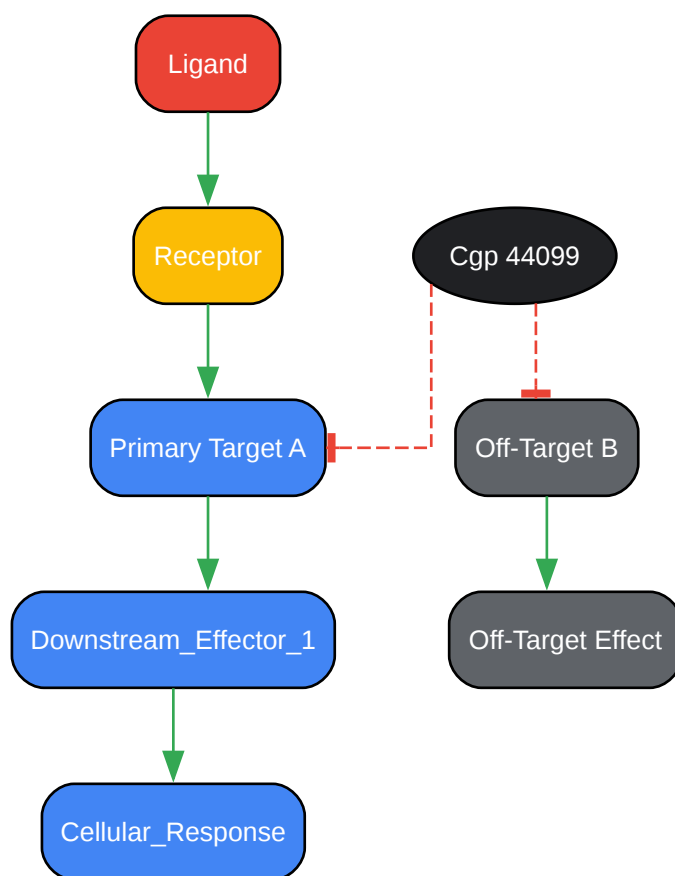 Ligand
Receptor
Cgp 44099
Primary Target A
Off-Target B
Downstream_Effector_1
Off-Target Effect
Cellular_Response